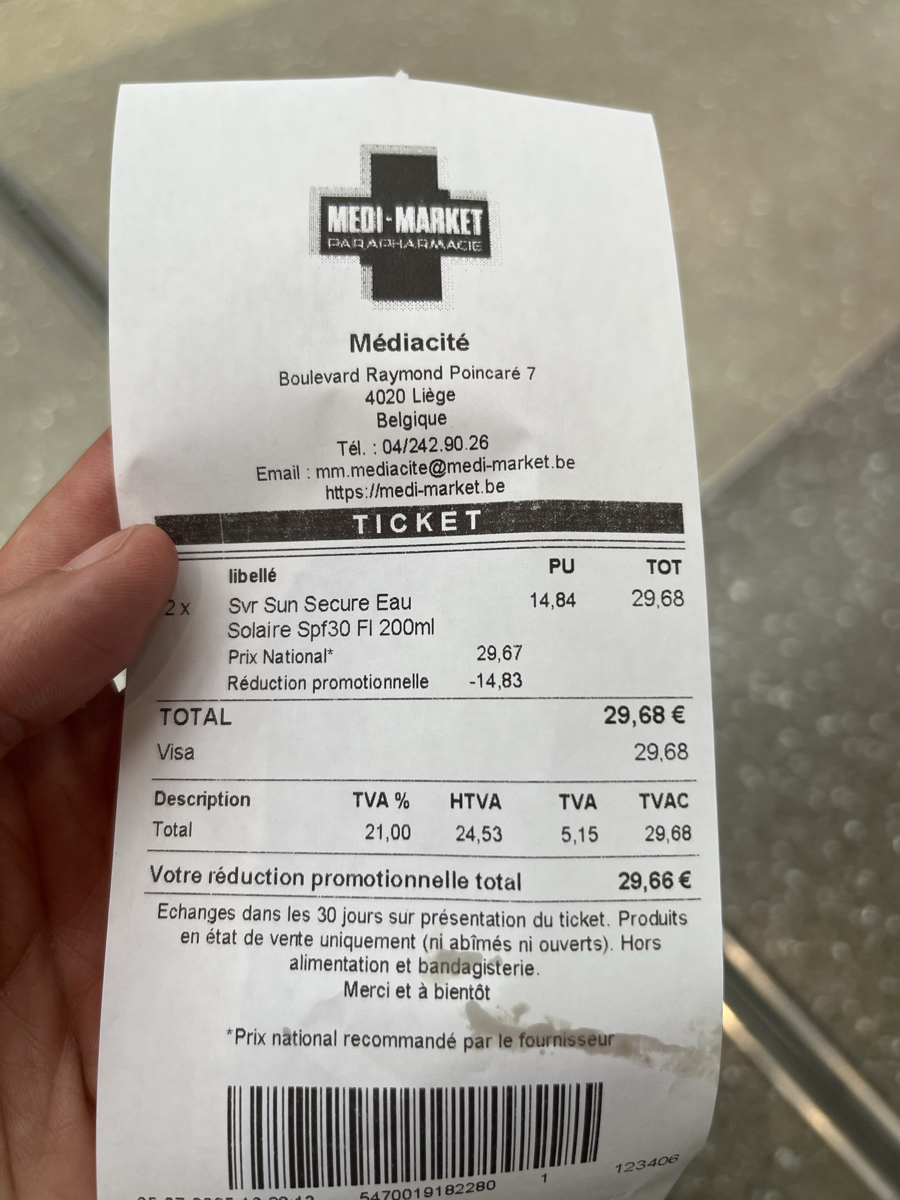 MEDI-MARKET
PARAPHARMACIE
Médiacité
Boulevard Raymond Poincaré 7
4020 Liège
Belgique
Tél. : 04/242.90.26
Email : mm.mediacite@medi-market.be
https://medi-market.be
TICKET
libellé PU TOT
2 x Svr Sun Secure Eau 14,84 29,68
Solaire Spf30 Fl 200ml
Prix National* 29,67
Réduction promotionnelle -14,83
TOTAL 29,68 €
Visa 29,68
Description TVA % HTVA TVA TVAC
Total 21,00 24,53 5,15 29,68
Votre réduction promotionnelle total 29,66 €
Echanges dans les 30 jours sur présentation du ticket. Produits
en état de vente uniquement (ni abîmés ni ouverts). Hors
alimentation et bandagisterie.
Merci et à bientôt
*Prix national recommandé par le fournisseur
5470019182280 1 123406